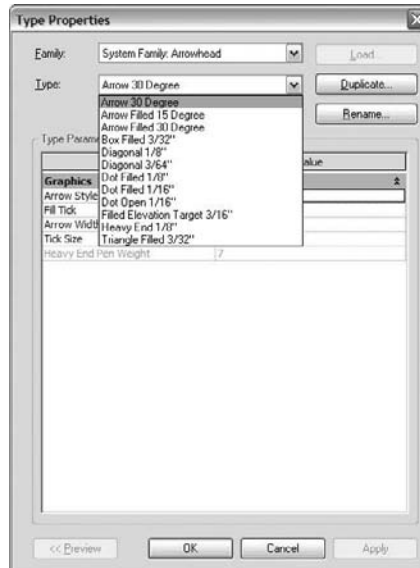 Type Properties
Family: System Family: Arrowhead Load...
Type: Arrow 30 Degree Duplicate...
Rename...
Arrow 30 Degree
Arrow Filled 15 Degree
Arrow Filled 30 Degree
Box Filled 3/32"
Diagonal 1/8"
Diagonal 3/64"
Dot Filled 1/8"
Dot Filled 1/16"
Dot Open 1/16"
Filled Elevation Target 3/16"
Heavy End 1/8"
Triangle Filled 3/32"
Type Parame
alue
Graphics
Arrow Style
Fill Tick
Arrow Width
Tick Size
Heavy End Pen Weight 7
<< Preview OK Cancel Apply